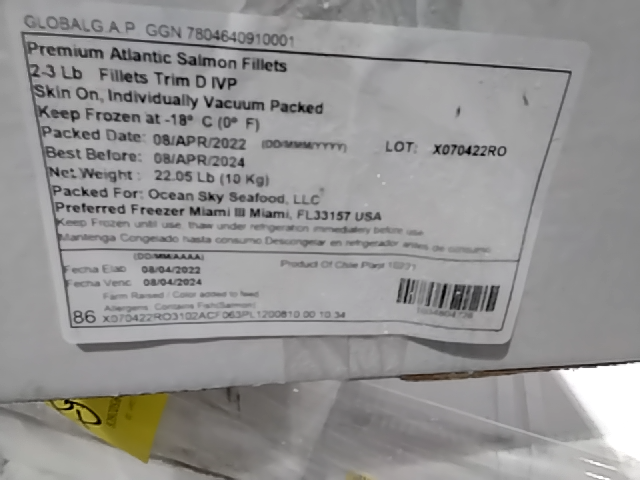 GLOBALG.A.P GGN 7804640910001
Premium Atlantic Salmon Fillets
2-3 Lb Fillets Trim D IVP
Skin On, Individually Vacuum Packed
Keep Frozen at -18° C (0° F)
Packed Date: 08/APR/2022 (DD/MMM/YYYY) LOT: X070422RO
Best Before: 08/APR/2024
Net Weight : 22.05 Lb (10 Kg)
Packed For: Ocean Sky Seafood, LLC
Preferred Freezer Miami III Miami, FL33157 USA
Keep Frozen until use, thaw under refrigeration immediately before use
Mantenga Congelado hasta consumo Descongelar en refrigerador antes de consumo
(DD/MM/AAAA)
Fecha Elab 08/04/2022 Product Of Chile Plant
Fecha Venc 08/04/2024
Farm Raised / Color added to feed
Allergens: Contains Fish(Salmon)
86 X070422RO3102ACF063PL1200810.00 10.34